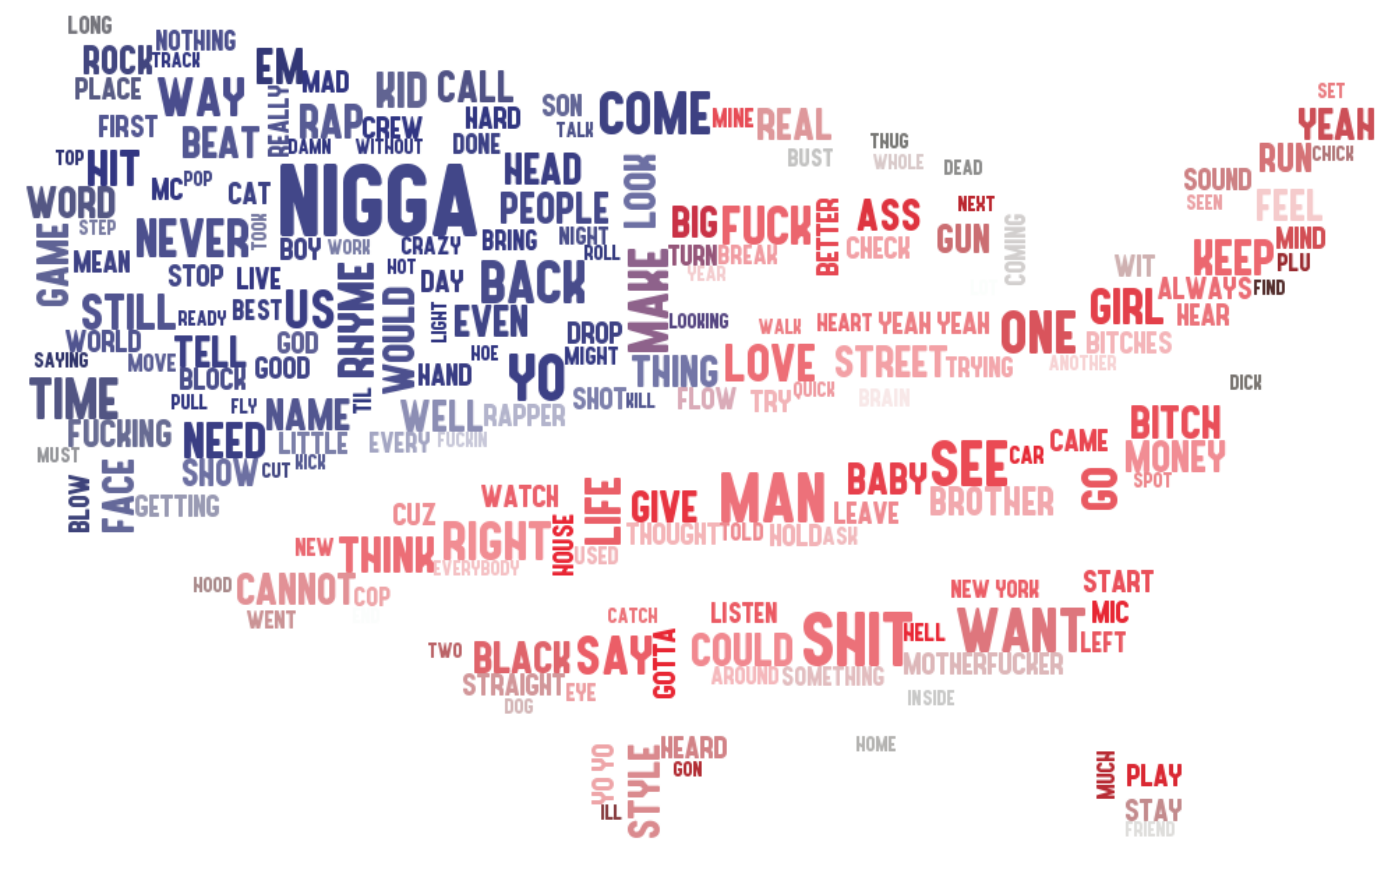 LONG
NOTHING
ROCK
TRACK
EM
MAD
PLACE
WAY
KID
CALL
SON
COME
MINE
REAL
SET
YEAH
FIRST
BEAT
REALLY
RAP
CREW
HARD
TALK
DAMN
WITHOUT
DONE
BUST
THUG
WHOLE
DEAD
RUN
CHICK
TOP
HIT
MC
POP
CAT
NIGGA
HEAD
LOOK
SOUND
SEEN
FEEL
WORD
STEP
NEVER
TOOK
PEOPLE
BIG
FUCK
BETTER
ASS
NEXT
GAME
MEAN
BOY
WORK
CRAZY
BRING
NIGHT
ROLL
TURN
BREAK
YEAR
CHECK
GUN
COMING
KEEP
MIND
PLU
STOP
LIVE
HOT
DAY
BACK
MAKE
WIT
ALWAYS
FIND
STILL
READY
BEST
US
RHYME
WOULD
LIGHT
EVEN
DROP
LOOKING
WALK
HEART
YEAH YEAH
ONE
GIRL
HEAR
WORLD
SAYING
MOVE
TELL
GOD
GOOD
BLOCK
HOE
MIGHT
HAND
YO
THING
LOVE
STREET
TRYING
BITCHES
ANOTHER
TIME
PULL
FLY
NAME
TIL
SHOT
KILL
FLOW
TRY
QUICK
BRAIN
DICK
FUCKING
MUST
NEED
LITTLE
WELL
RAPPER
EVERY
FUCKIN
BITCH
MONEY
SPOT
BLOW
FACE
SHOW
CUT
KICK
GETTING
SEE
CAR
CAME
GO
WATCH
LIFE
GIVE
MAN
BABY
BROTHER
LEAVE
CUZ
RIGHT
HOUSE
USED
THOUGHT
TOLD
HOLD
ASK
NEW
THINK
EVERYBODY
HOOD
CANNOT
COP
WENT
CATCH
LISTEN
SHIT
HELL
NEW YORK
WANT
START
MIC
LEFT
TWO
BLACK
SAY
GOTTA
COULD
AROUND
SOMETHING
MOTHERFUCKER
STRAIGHT
EYE
DOG
INSIDE
YO YO
STYLE
HEARD
GON
ILL
HOME
MUCH
PLAY
STAY
FRIEND